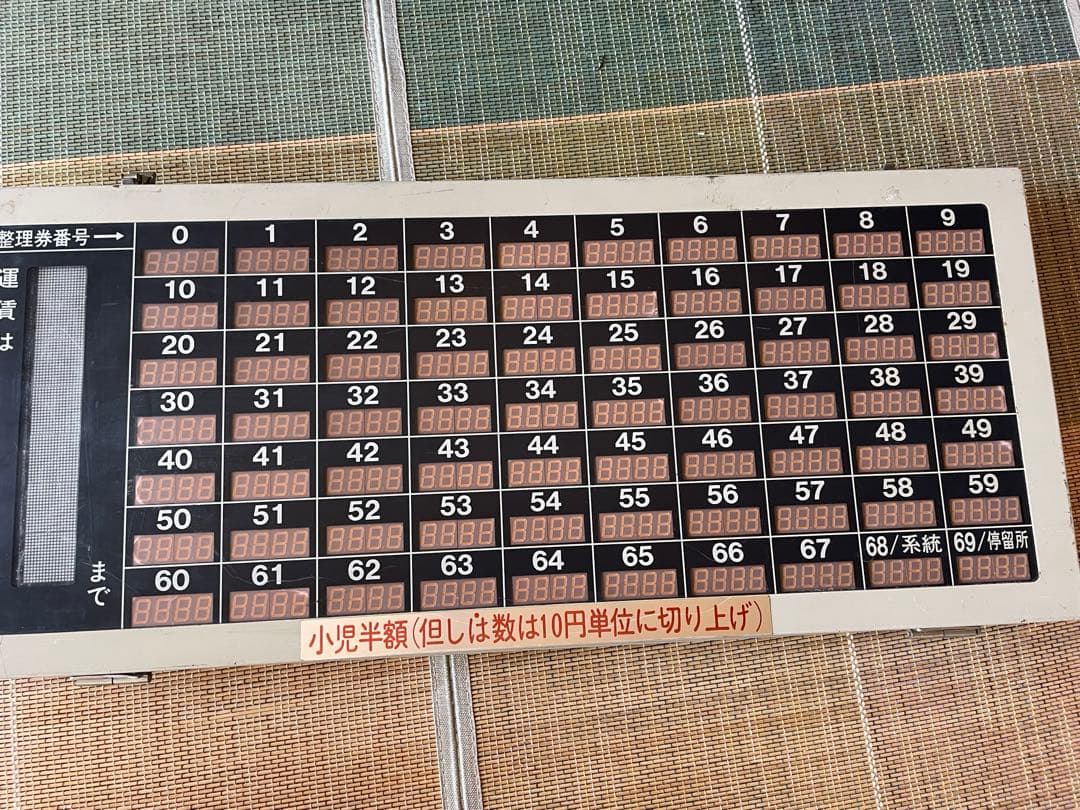 整理券番号→ 0 1 2 3 4 5 6 7 8 9
運賃は
10 11 12 13 14 15 16 17 18 19
20 21 22 23 24 25 26 27 28 29
30 31 32 33 34 35 36 37 38 39
40 41 42 43 44 45 46 47 48 49
50 51 52 53 54 55 56 57 58 59
まで
60 61 62 63 64 65 66 67 68/系統 69/停留所
小児半額(但しは数は10円単位に切り上げ)